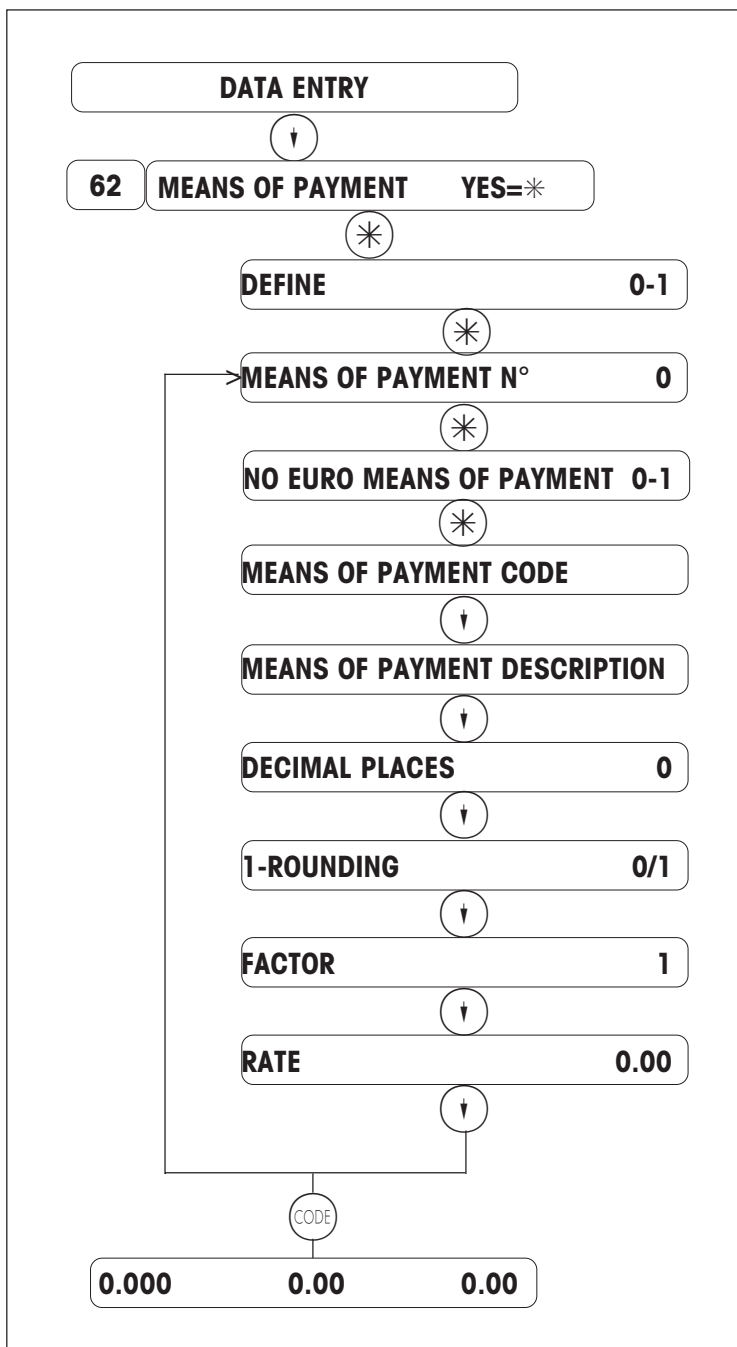 DATA ENTRY
62 MEANS OF PAYMENT YES=✳
DEFINE 0-1
MEANS OF PAYMENT N° 0
NO EURO MEANS OF PAYMENT 0-1
MEANS OF PAYMENT CODE
MEANS OF PAYMENT DESCRIPTION
DECIMAL PLACES 0
1-ROUNDING 0/1
FACTOR 1
RATE 0.00
CODE
0.000 0.00 0.00